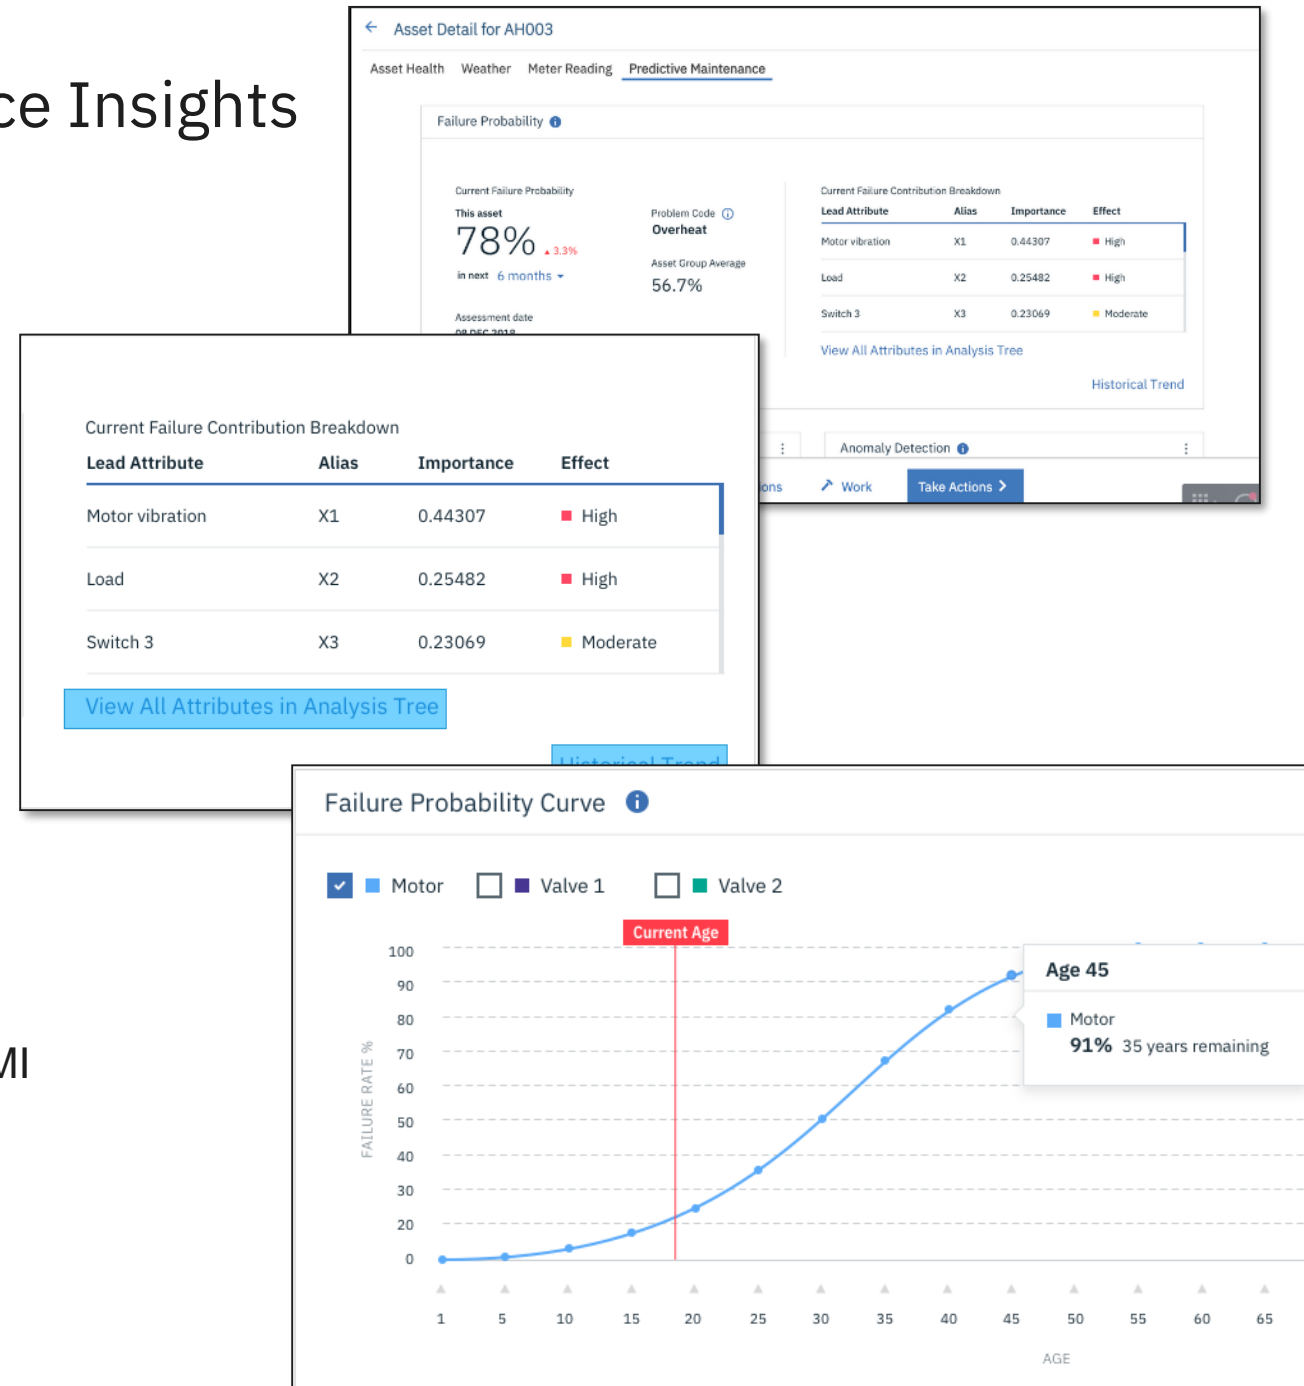 ce Insights
Asset Detail for AH003
Asset Health Weather Meter Reading Predictive Maintenance
Failure Probability
Current Failure Probability
This asset
78% 3.3%
in next 6 months
Assessment date
08 DEC 2018
Problem Code
Overheat
Asset Group Average
56.7%
Current Failure Contribution Breakdown
Lead Attribute Alias Importance Effect
Motor vibration X1 0.44307 High
Load X2 0.25482 High
Switch 3 X3 0.23069 Moderate
View All Attributes in Analysis Tree
Historical Trend
Anomaly Detection
ons Work Take Actions
Current Failure Contribution Breakdown
Lead Attribute Alias Importance Effect
Motor vibration X1 0.44307 High
Load X2 0.25482 High
Switch 3 X3 0.23069 Moderate
View All Attributes in Analysis Tree
Historical Trend
MI
Failure Probability Curve
Motor Valve 1 Valve 2
Current Age
100
90
80
70
60
50
40
30
20
0
FAILURE RATE %
Age 45
Motor
91% 35 years remaining
1 5 10 15 20 25 30 35 40 45 50 55 60 65
AGE